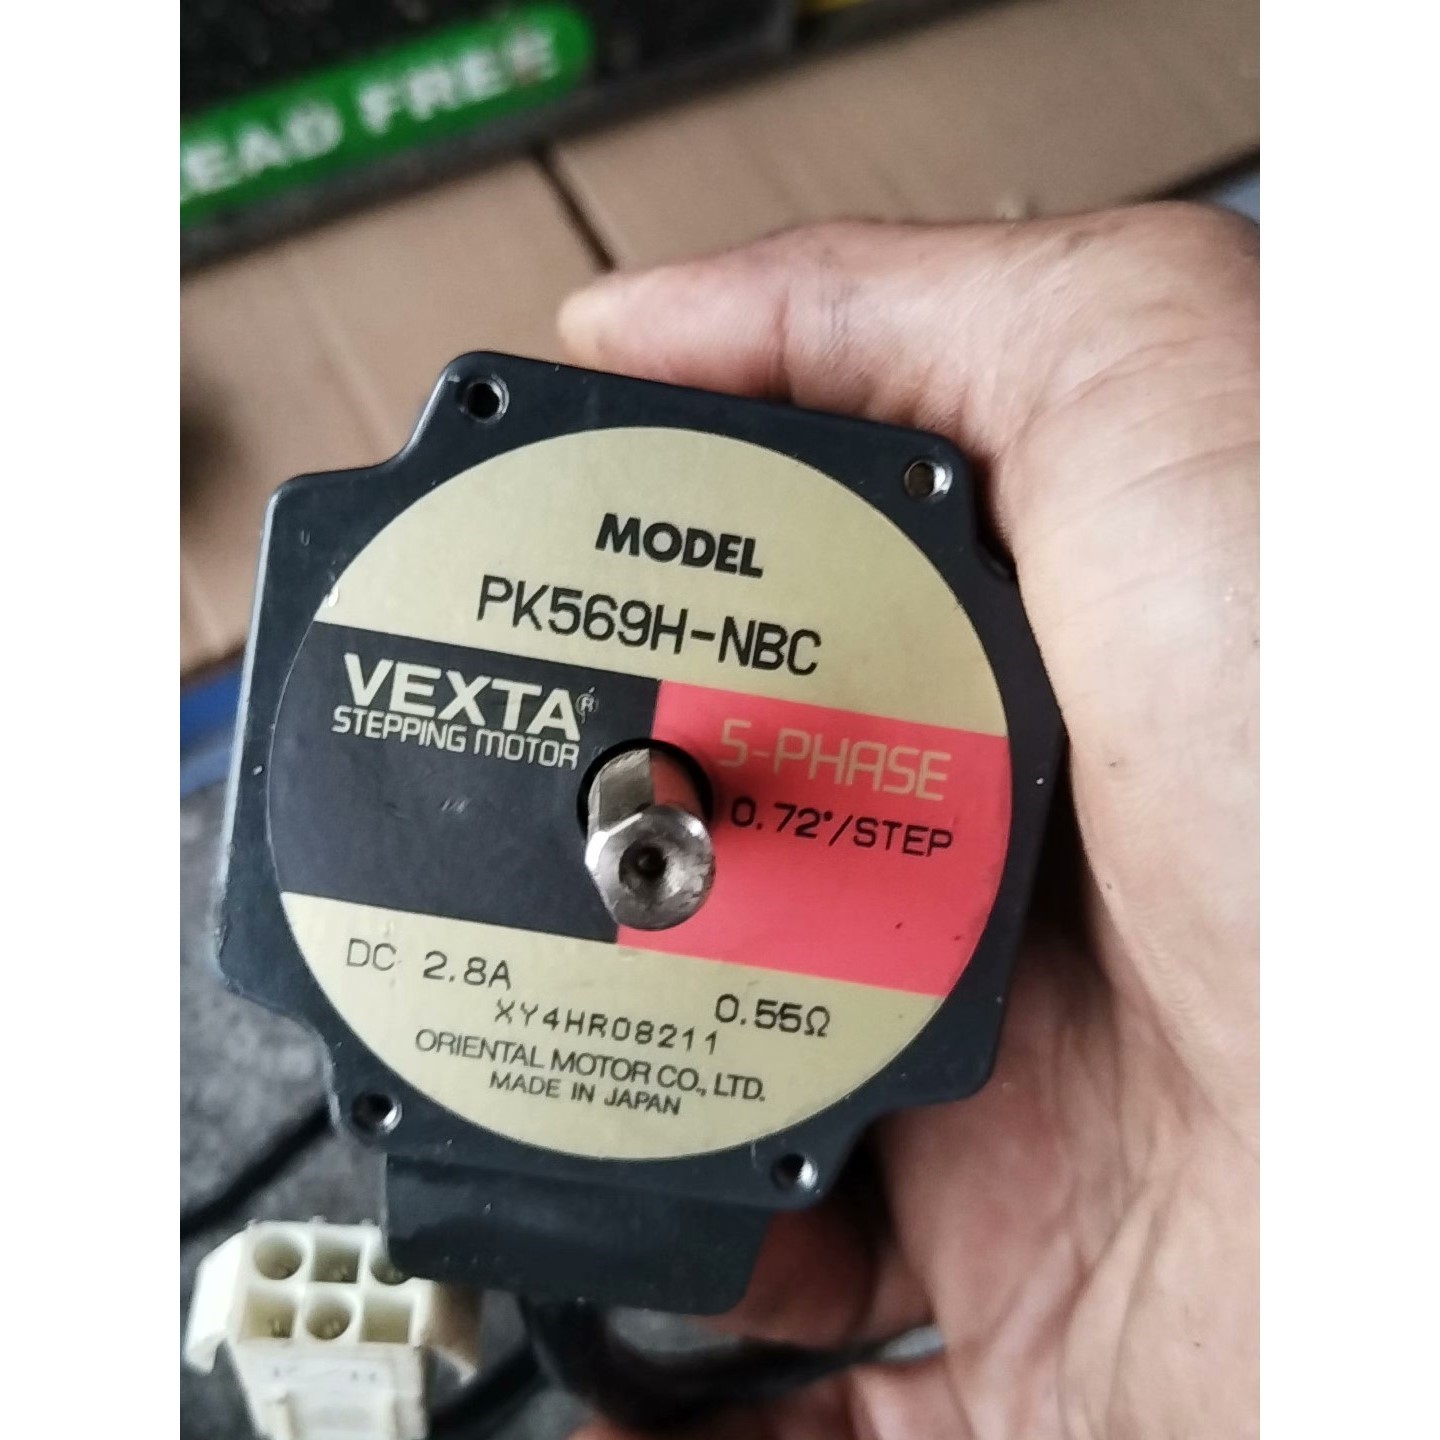 EAD FREE
MODEL
PK569H-NBC
VEXTA®
STEPPING MOTOR
5-PHASE
0.72°/STEP
DC 2.8A 0.55Ω
XY4HR08211
ORIENTAL MOTOR CO., LTD.
MADE IN JAPAN